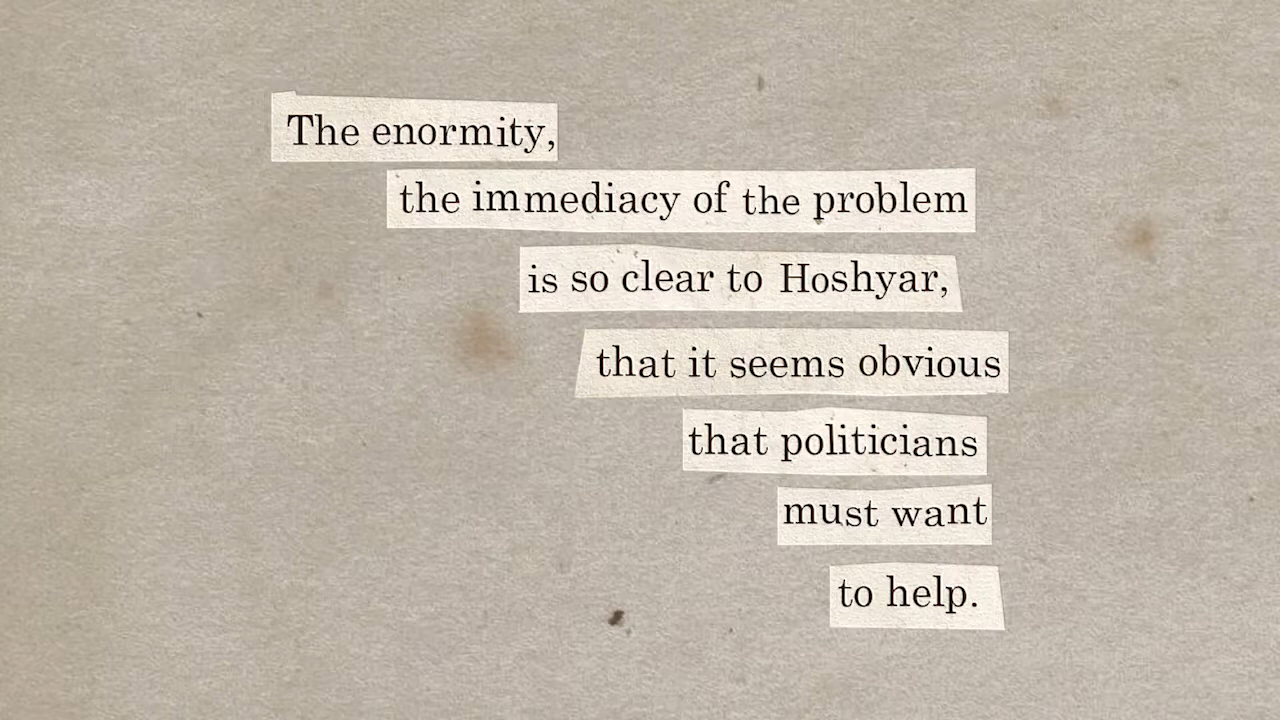 The enormity,
the immediacy of the problem
is so clear to Hoshyar,
that it seems obvious
that politicians
must want
to help.